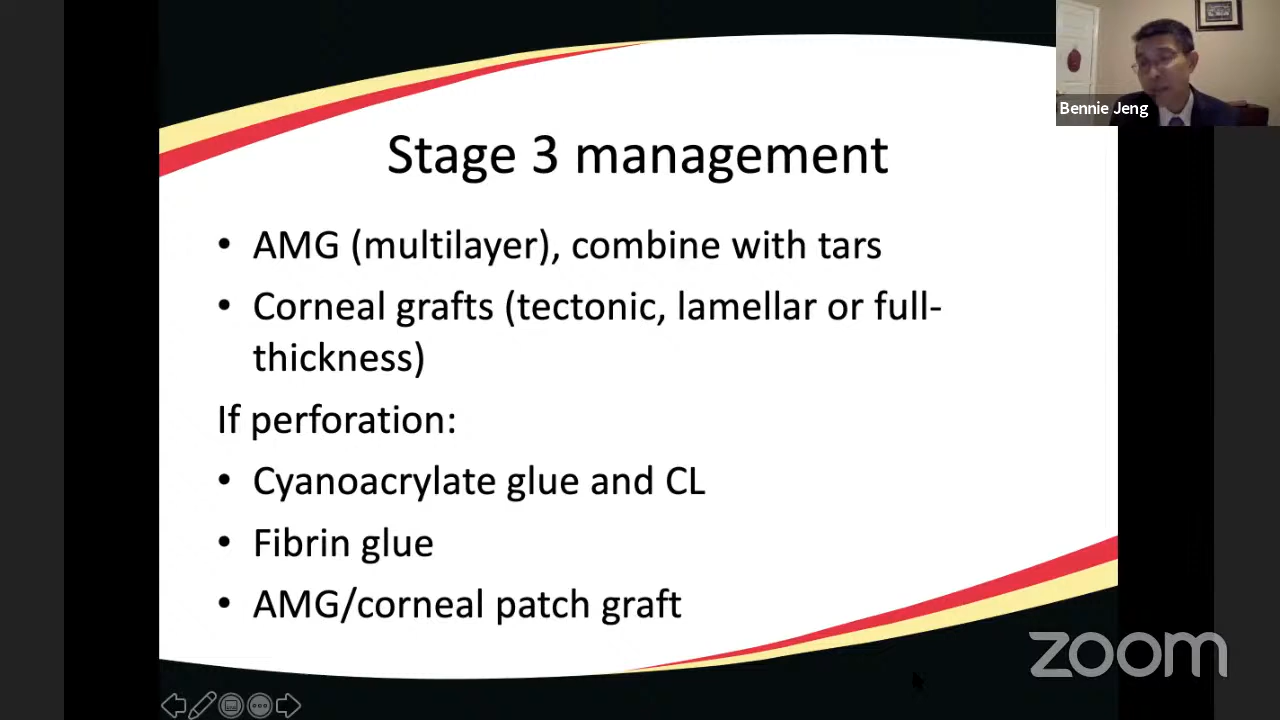 Bennie Jeng
Stage 3 management
• AMG (multilayer), combine with tars
• Corneal grafts (tectonic, lamellar or full-
thickness)
If perforation:
• Cyanoacrylate glue and CL
• Fibrin glue
• AMG/corneal patch graft
zoom